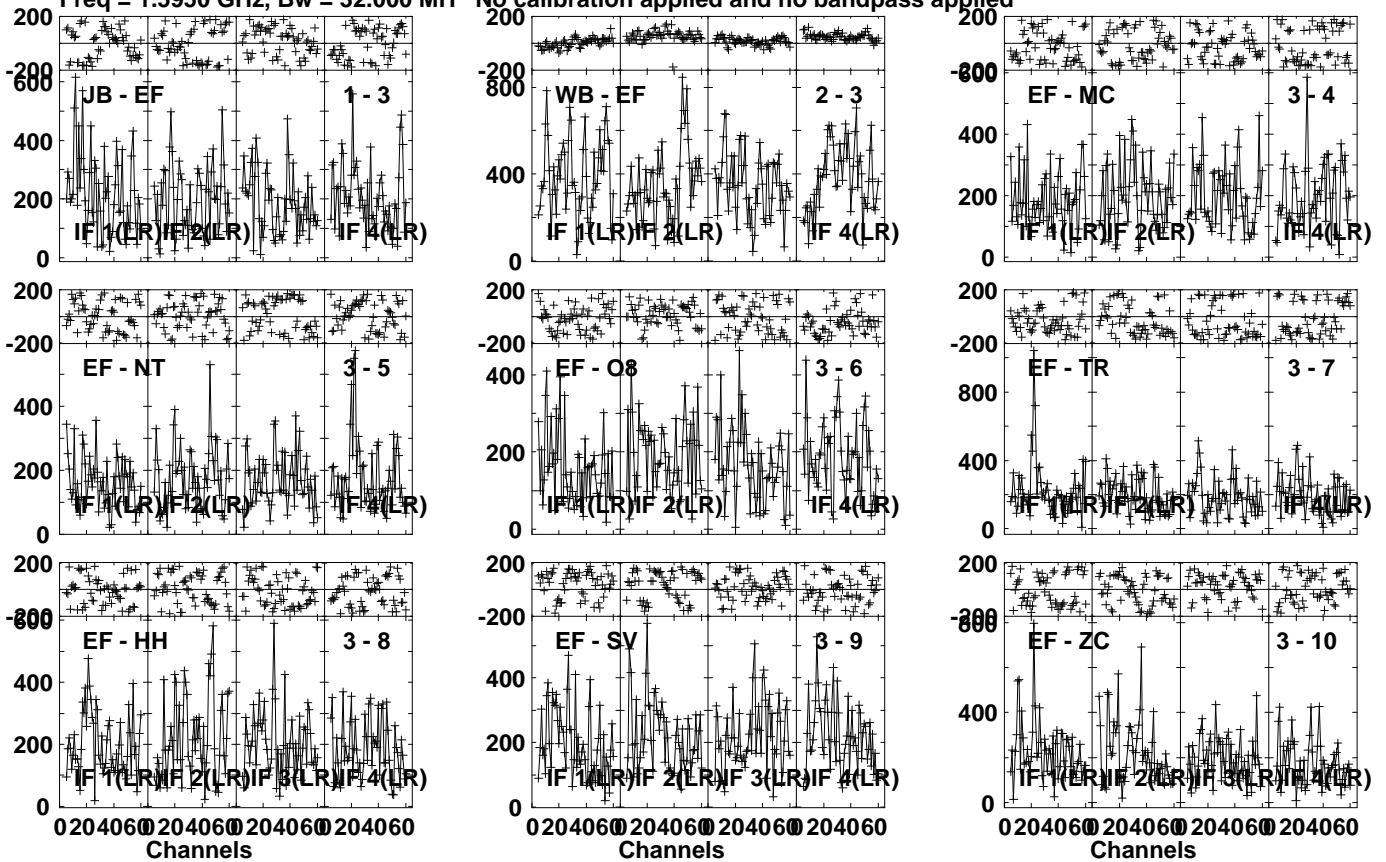 Freq = 1.5950 GHz, Bw = 32.000 MH No calibration applied and no bandpass applied
200
-200
600
400
200
0
JB - EF 1 - 3
IF 1(LR) IF 2(LR) IF 4(LR)
200
-200
800
400
0
WB - EF 2 - 3
IF 1(LR) IF 2(LR) IF 4(LR)
200
-200
600
400
200
0
EF - MC 3 - 4
IF 1(LR) IF 2(LR) IF 4(LR)
200
-200
400
200
0
EF - NT 3 - 5
IF 1(LR) IF 2(LR) IF 4(LR)
200
-200
400
200
0
EF - O8 3 - 6
IF 1(LR) IF 2(LR) IF 4(LR)
200
-200
800
400
0
EF - TR 3 - 7
IF 1(LR) IF 2(LR) IF 4(LR)
200
-200
600
400
200
0
EF - HH 3 - 8
IF 1(LR) IF 2(LR) IF 3(LR) IF 4(LR)
0 20 40 60 0 20 40 60 0 20 40 60 0 20 40 60
Channels
200
-200
400
200
0
EF - SV 3 - 9
IF 1(LR) IF 2(LR) IF 3(LR) IF 4(LR)
0 20 40 60 0 20 40 60 0 20 40 60 0 20 40 60
Channels
200
-200
800
400
0
EF - ZC 3 - 10
IF 1(LR) IF 2(LR) IF 3(LR) IF 4(LR)
0 20 40 60 0 20 40 60 0 20 40 60 0 20 40 60
Channels